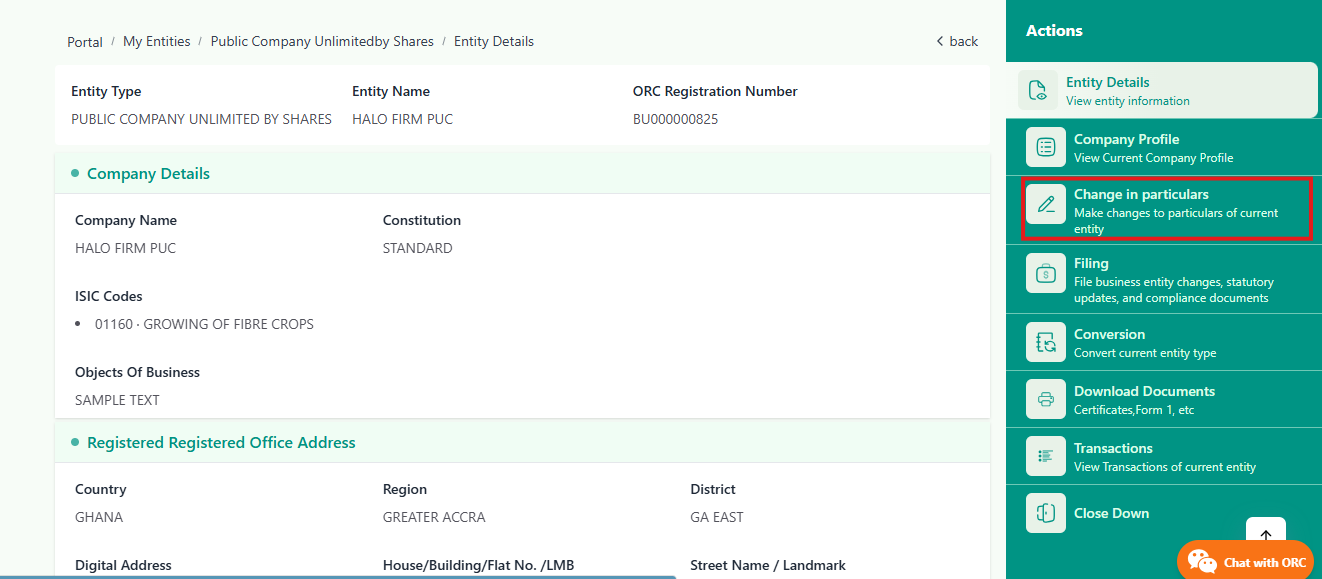 Portal / My Entities / Public Company Unlimitedby Shares / Entity Details
back
Entity Type
Entity Name
ORC Registration Number
PUBLIC COMPANY UNLIMITED BY SHARES
HALO FIRM PUC
BU000000825
Company Details
Company Name
Constitution
HALO FIRM PUC
STANDARD
ISIC Codes
• 01160 · GROWING OF FIBRE CROPS
Objects Of Business
SAMPLE TEXT
Registered Registered Office Address
Country
Region
District
GHANA
GREATER ACCRA
GA EAST
Digital Address
House/Building/Flat No. /LMB
Street Name / Landmark
Actions
Entity Details
View entity information
Company Profile
View Current Company Profile
Change in particulars
Make changes to particulars of current
entity
Filing
File business entity changes, statutory
updates, and compliance documents
Conversion
Convert current entity type
Download Documents
Certificates,Form 1, etc
Transactions
View Transactions of current entity
Close Down
Chat with ORC